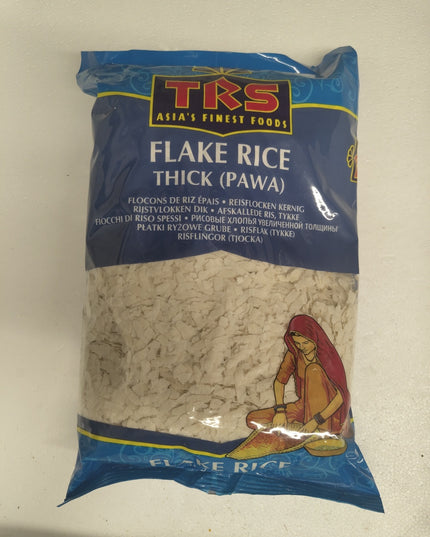 TRS
ASIA'S FINEST FOODS
FLAKE RICE
THICK (PAWA)
FLOCONS DE RIZ ÉPAIS • REISFLOCKEN KERNIG
RIJSTVLOKKEN DIK • AFSKALLEDE RIS, TYKKE
FIOCCHI DI RISO SPESSI • РИСОВЫЕ ХЛОПЬЯ УВЕЛИЧЕННОЙ ТОЛЩИНЫ
PŁATKI RYŻOWE GRUBE • RISFLAK (TYKKE)
RISFLINGOR (TJOCKA)
FLAKE RICE